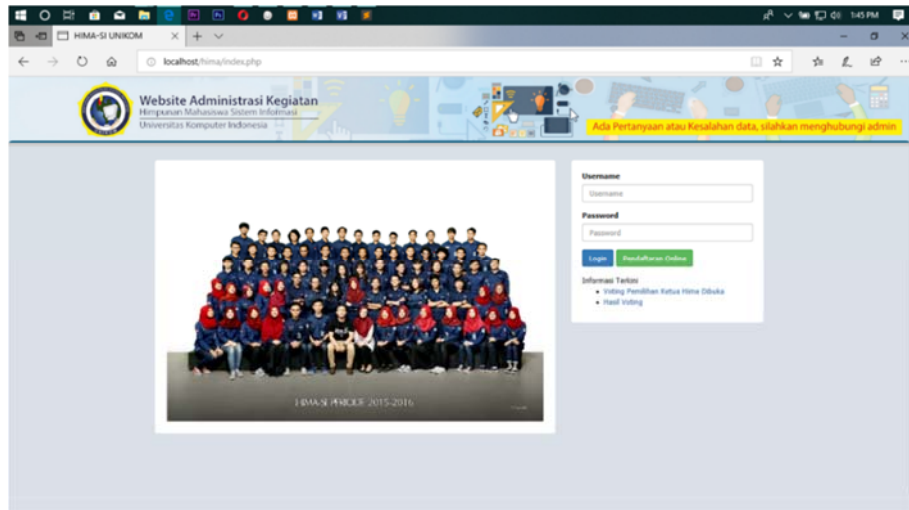 1:45 PM
HIMA-SI UNIKOM
localhost/hima/index.php
Website Administrasi Kegiatan
Himpunan Mahasiswa Sistem Informasi
Universitas Komputer Indonesia
Ada Pertanyaan atau Kesalahan data, silahkan menghubungi admin
Username
Username
Password
Password
Login
Pendaftaran Online
Informasi Terkini
Voting Pemilihan Ketua Hima Dibuka
Hasil Voting
HIMA-SI PERIODE 2015-2016